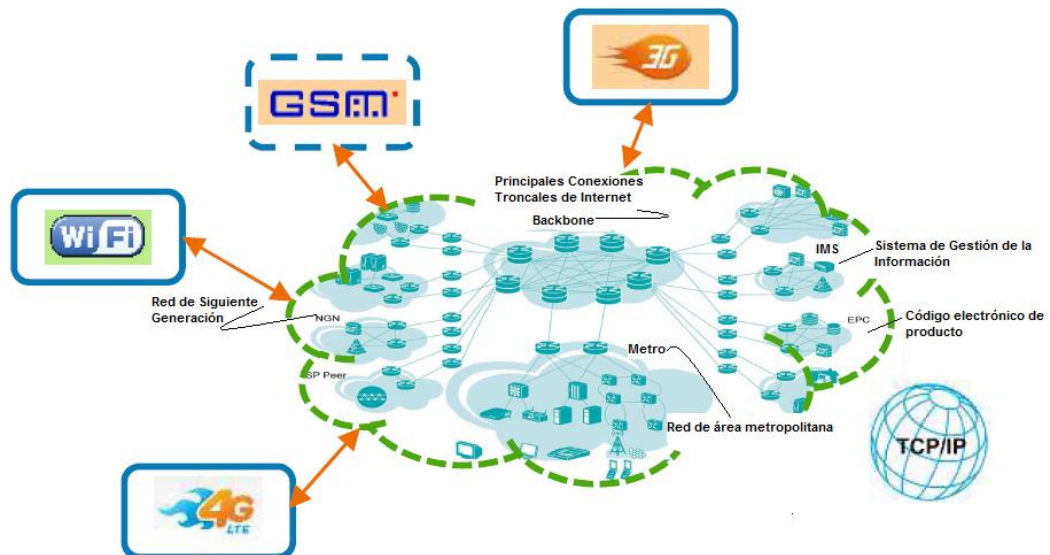 3G
GSM
Principales Conexiones
Troncales de Internet
Backbone
WiFi
IMS
Sistema de Gestión de la
Información
Red de Siguiente
Generación
NGN
EPC
Código electrónico de
producto
Metro
SP Peer
Red de área metropolitana
TCP/IP
4G
LTE